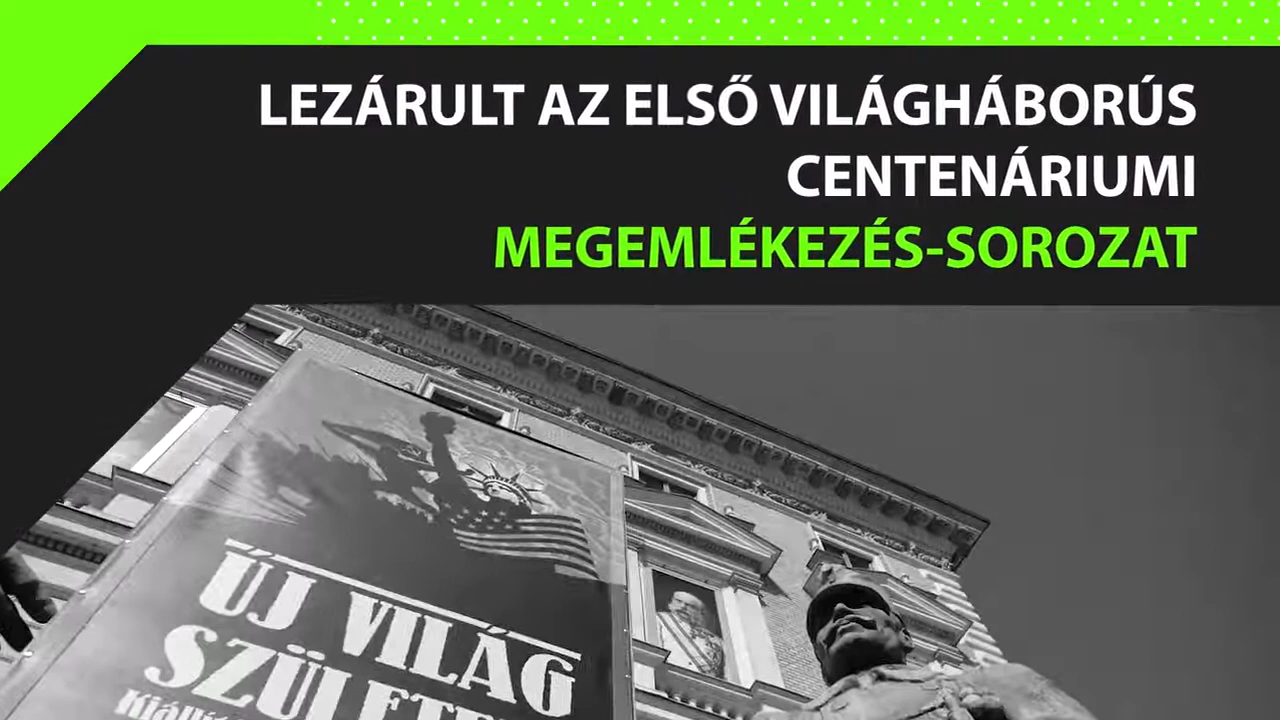 LEZÁRULT AZ ELSŐ VILÁGHÁBORÚS
CENTENÁRIUMI
MEGEMLÉKEZÉS-SOROZAT
ÚJ VILÁG